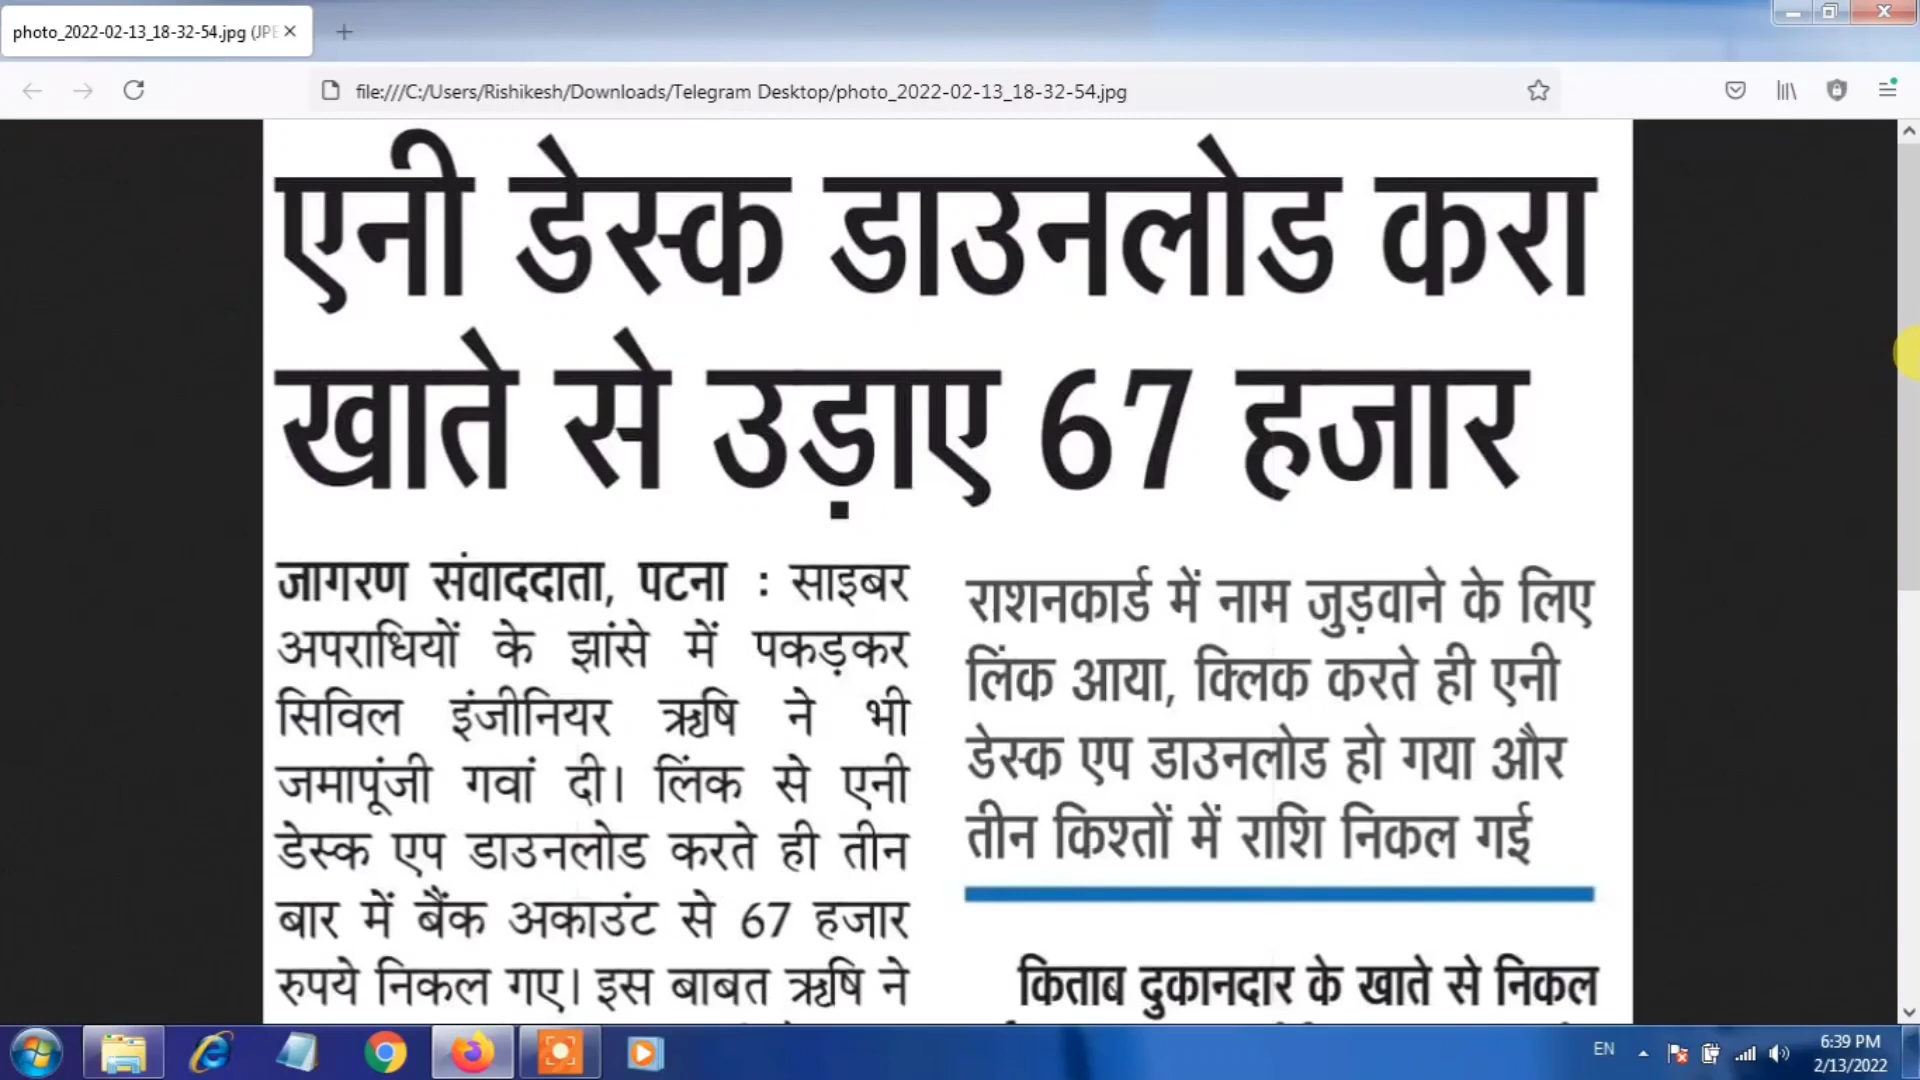 photo_2022-02-13_18-32-54.jpg (JPE
file:///C:/Users/Rishikesh/Downloads/Telegram Desktop/photo_2022-02-13_18-32-54.jpg
एनी डेस्क डाउनलोड करा
खाते से उड़ाए 67 हजार
जागरण संवाददाता, पटना : साइबर
अपराधियों के झांसे में पकड़कर
सिविल इंजीनियर ऋषि ने भी
जमापूंजी गवां दी। लिंक से एनी
डेस्क एप डाउनलोड करते ही तीन
बार में बैंक अकाउंट से 67 हजार
रुपये निकल गए। इस बाबत ऋषि ने
राशनकार्ड में नाम जुड़वाने के लिए
लिंक आया, क्लिक करते ही एनी
डेस्क एप डाउनलोड हो गया और
तीन किश्तों में राशि निकल गई
किताब दुकानदार के खाते से निकल
EN
6:39 PM
2/13/2022